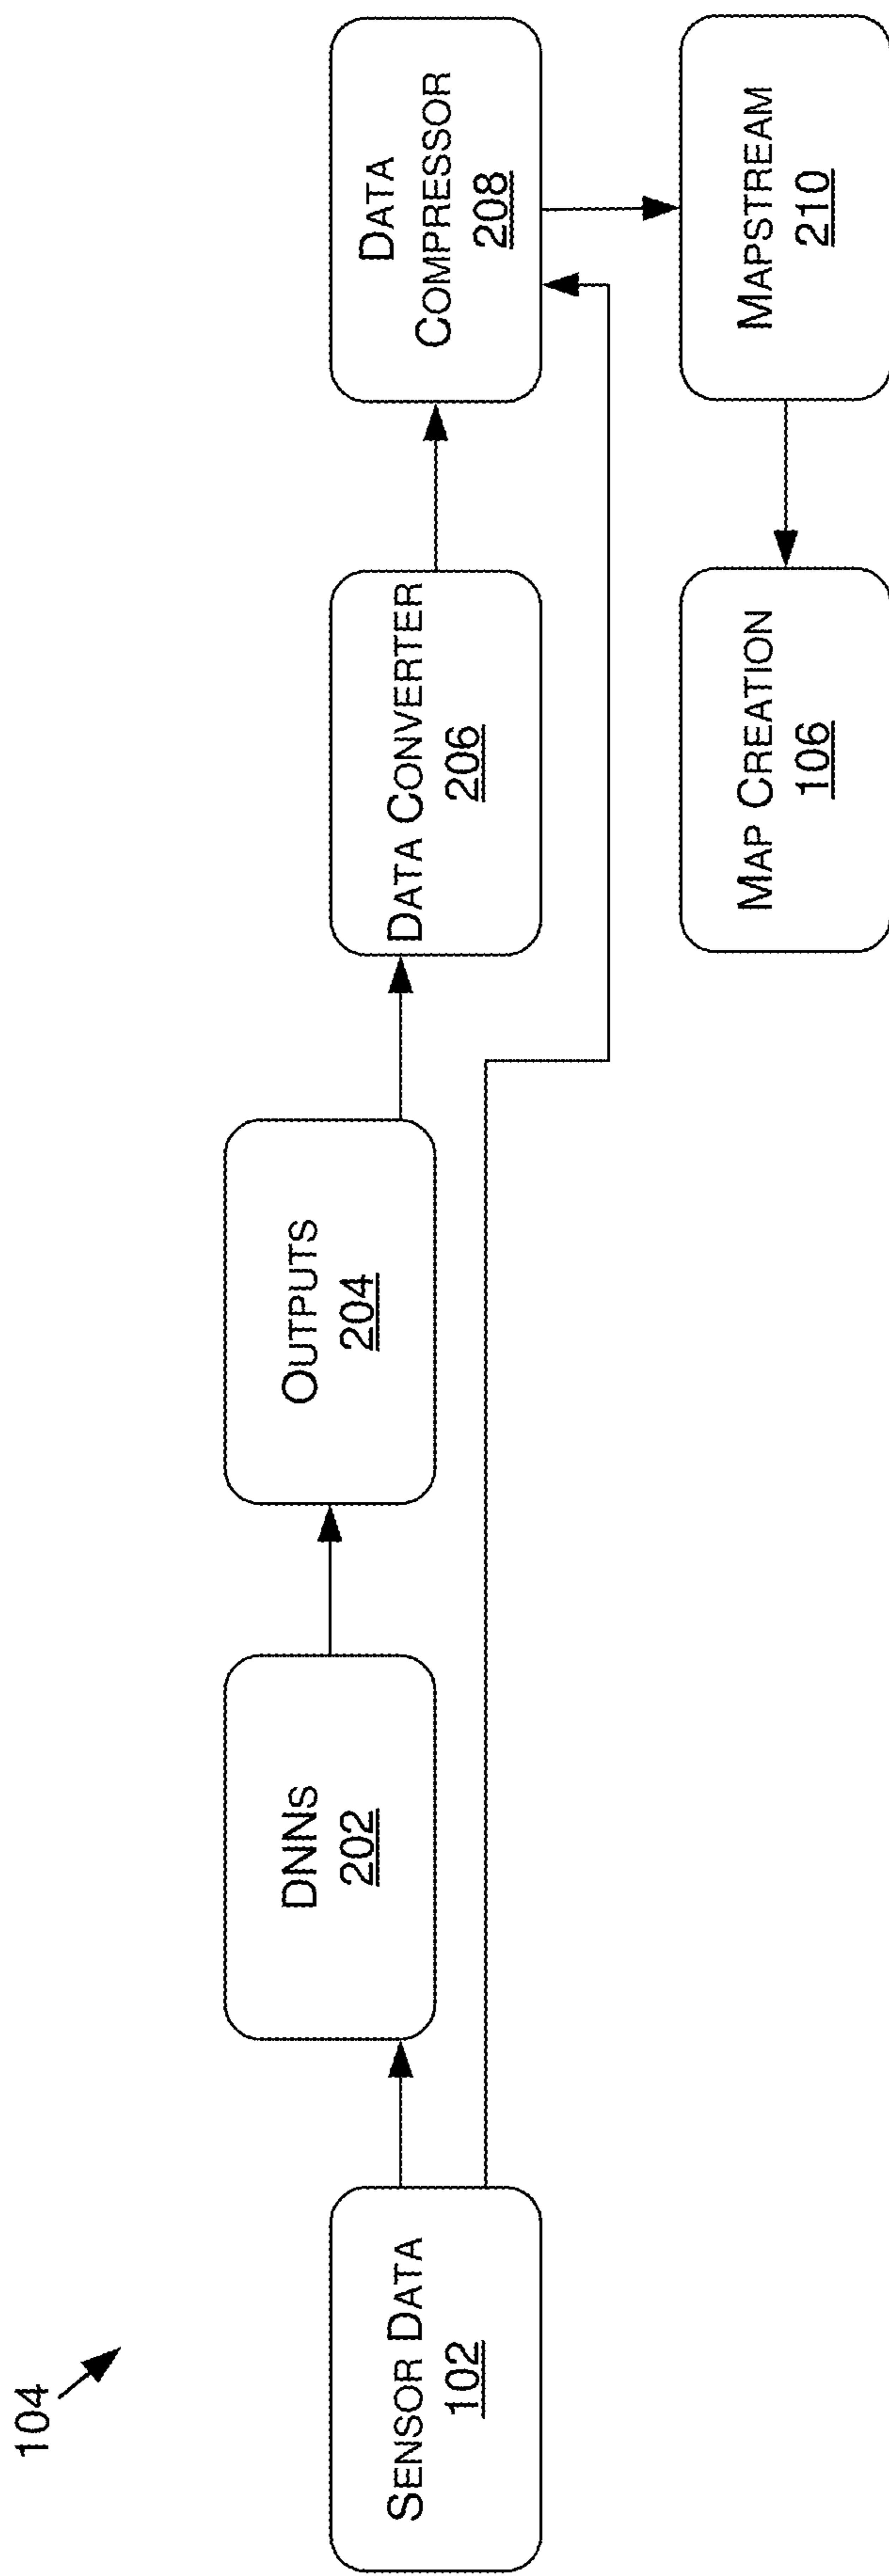 104
SENSOR DATA
102
DNNs
202
OUTPUTS
204
DATA CONVERTER
206
DATA
COMPRESSOR
208
MAPSTREAM
210
MAP CREATION
106